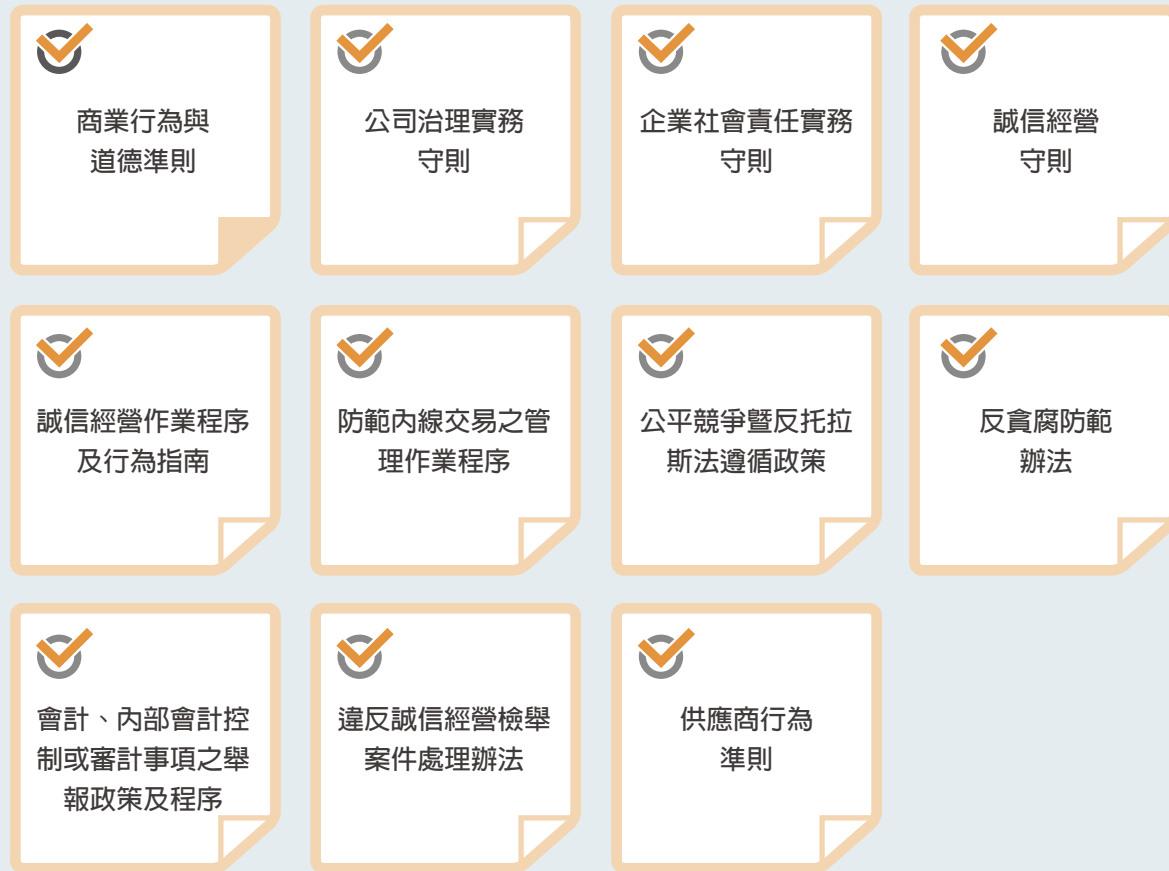 商業行為與
道德準則
公司治理實務
守則
企業社會責任實務
守則
誠信經營
守則
誠信經營作業程序
及行為指南
防範內線交易之管
理作業程序
公平競爭暨反托拉
斯法遵循政策
反貪腐防範
辦法
會計、內部會計控
制或審計事項之舉
報政策及程序
違反誠信經營檢舉
案件處理辦法
供應商行為
準則